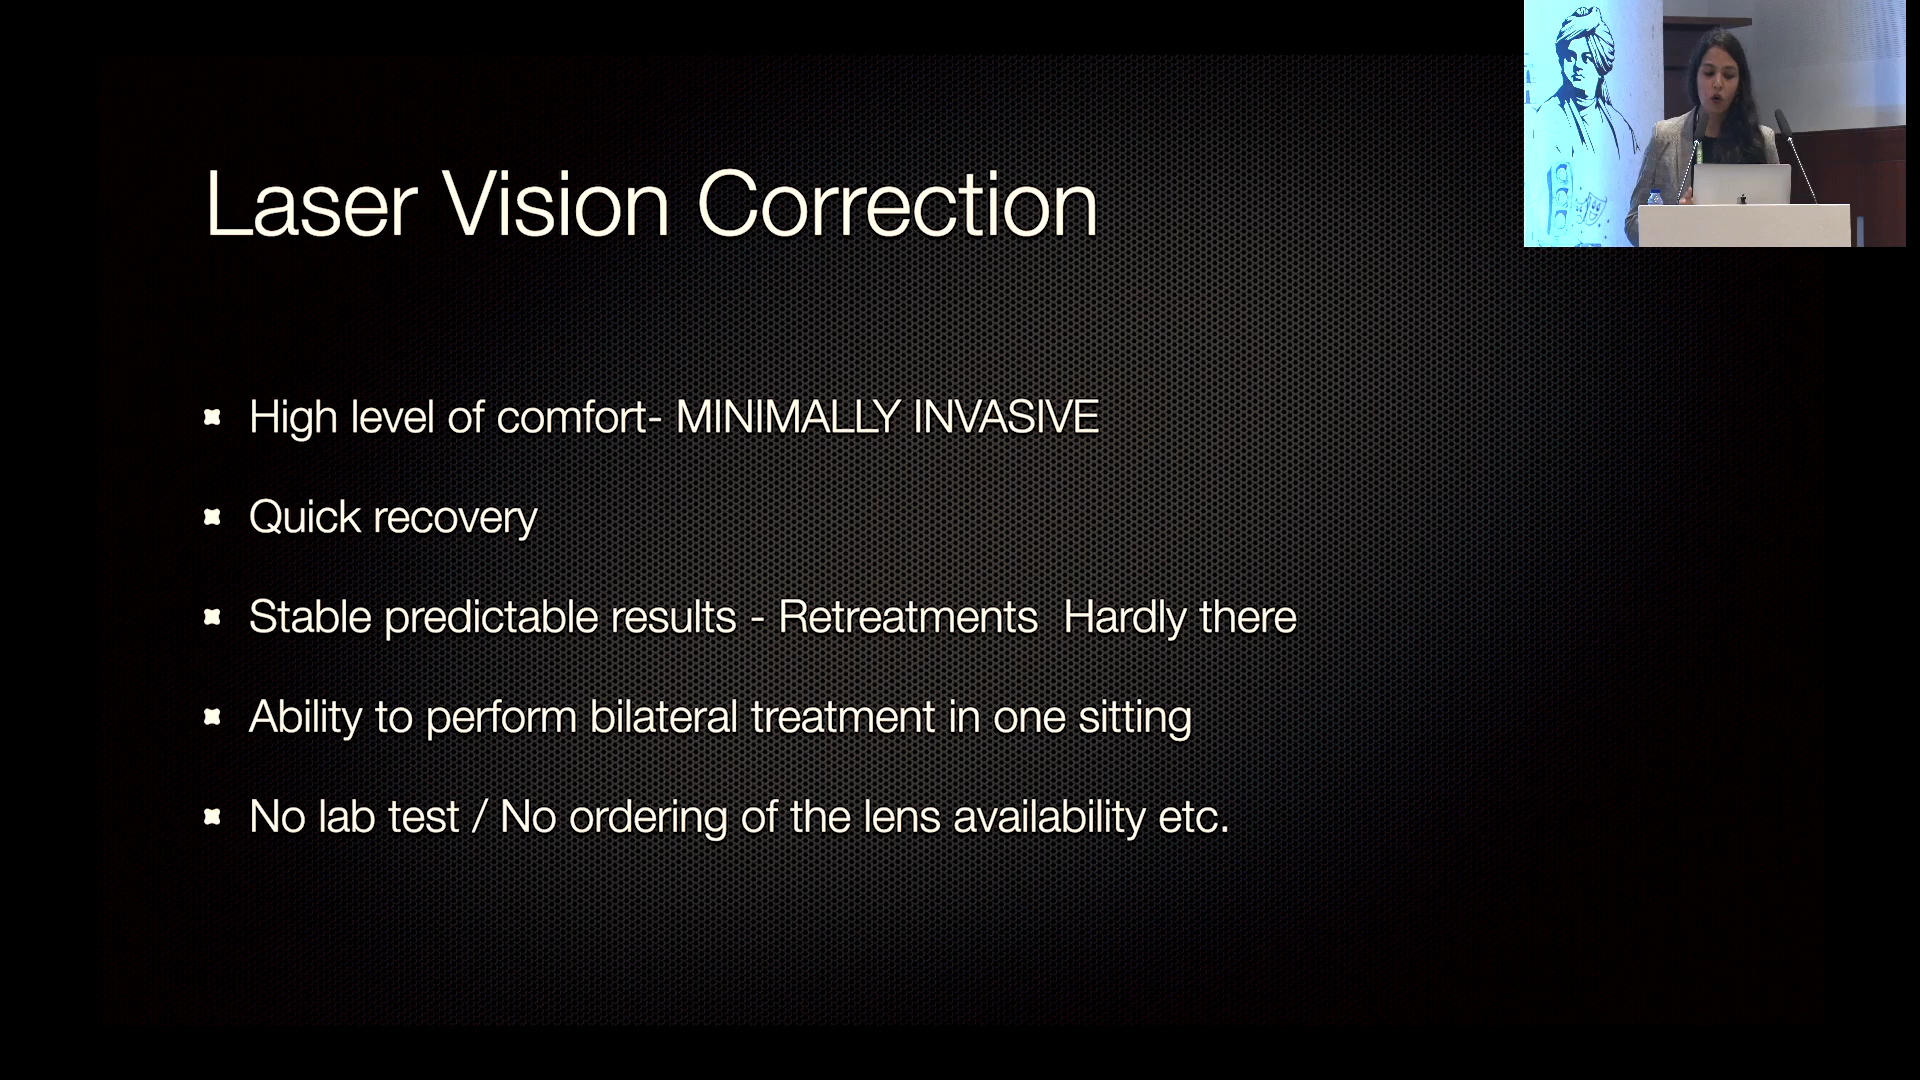 Laser Vision Correction
High level of comfort- MINIMALLY INVASIVE
Quick recovery
Stable predictable results - Retreatments  Hardly there
Ability to perform bilateral treatment in one sitting
No lab test / No ordering of the lens availability etc.